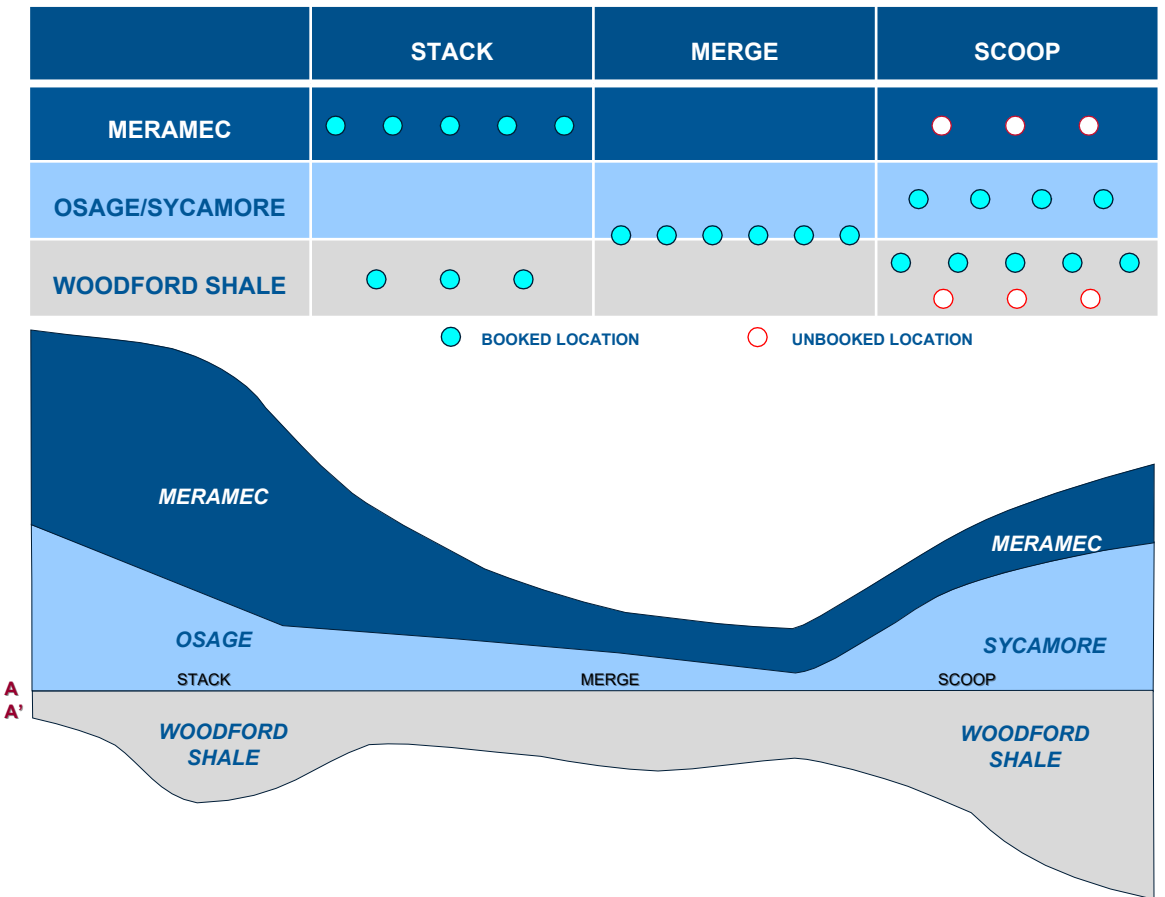 STACK MERGE SCOOP
MERAMEC
OSAGE/SYCAMORE
WOODFORD SHALE
BOOKED LOCATION UNBOOKED LOCATION
MERAMEC
MERAMEC
OSAGE
SYCAMORE
STACK MERGE SCOOP
A
A’
WOODFORD
SHALE
WOODFORD
SHALE